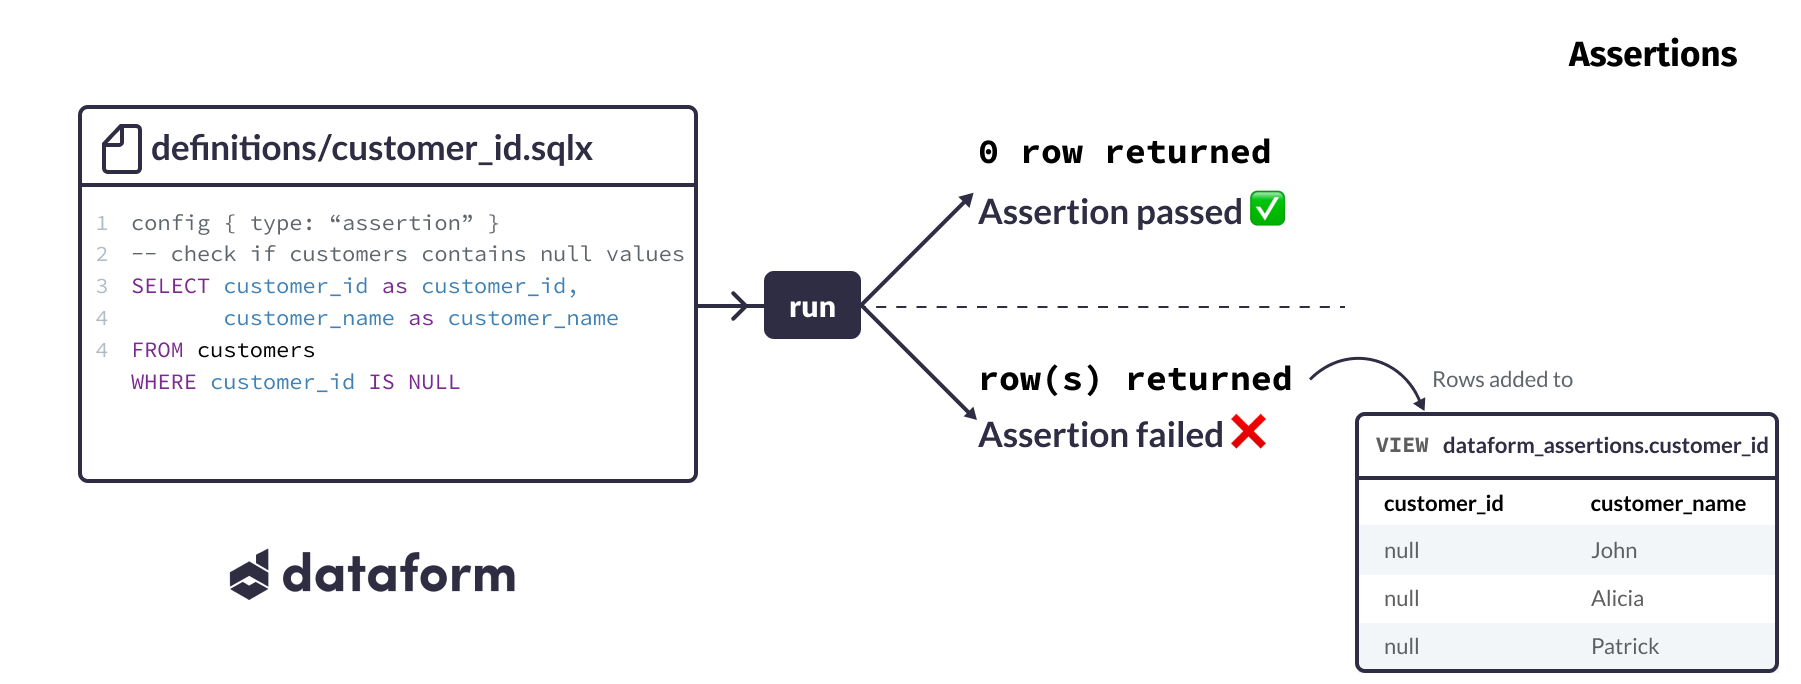 Assertions
definitions/customer_id.sqlx
1 config { type: “assertion” }
2 -- check if customers contains null values
3 SELECT customer_id as customer_id,
4 customer_name as customer_name
4 FROM customers
WHERE customer_id IS NULL
run
0 row returned
Assertion passed
row(s) returned
Assertion failed
Rows added to
VIEW dataform_assertions.customer_id
customer_id customer_name
null John
null Alicia
null Patrick
dataform